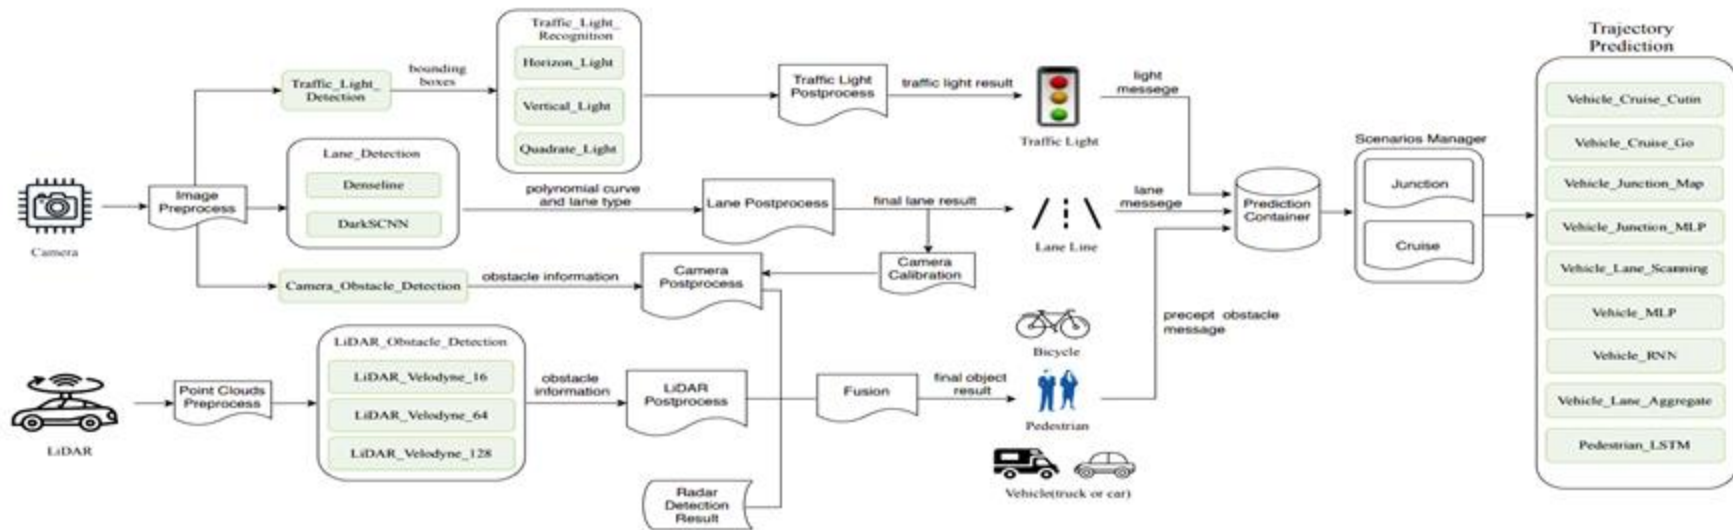 Traffic_Light_
Recognition
Horizon_Light
Vertical_Light
Quadrate_Light
Traffic_Light_
Detection
bounding
boxes
Traffic Light
Postprocess
traffic light result
Traffic Light
light
messege
Trajectory
Prediction
Vehicle_Cruise_Cutin
Vehicle_Cruise_Go
Vehicle_Junction_Map
Vehicle_Junction_MLP
Vehicle_Lane_Scanning
Vehicle_MLP
Vehicle_RNN
Vehicle_Lane_Aggregate
Pedestrian_LSTM
Scenarios Manager
Junction
Cruise
Prediction
Container
Camera
Image
Preprocess
Lane_Detection
Denseline
DarkSCNN
polynomial curve
and lane type
Lane Postprocess
final lane result
Lane Line
lane
messege
Camera_Obstacle_Detection
obstacle information
Camera
Postprocess
Camera
Calibration
Bicycle
precept obstacle
message
LiDAR
Point Clouds
Preprocess
LiDAR_Obstacle_Detection
LiDAR_Velodyne_16
LiDAR_Velodyne_64
LiDAR_Velodyne_128
obstacle
information
LiDAR
Postprocess
Fusion
final object
result
Pedestrian
Vehicle(truck or car)
Radar
Detection
Result